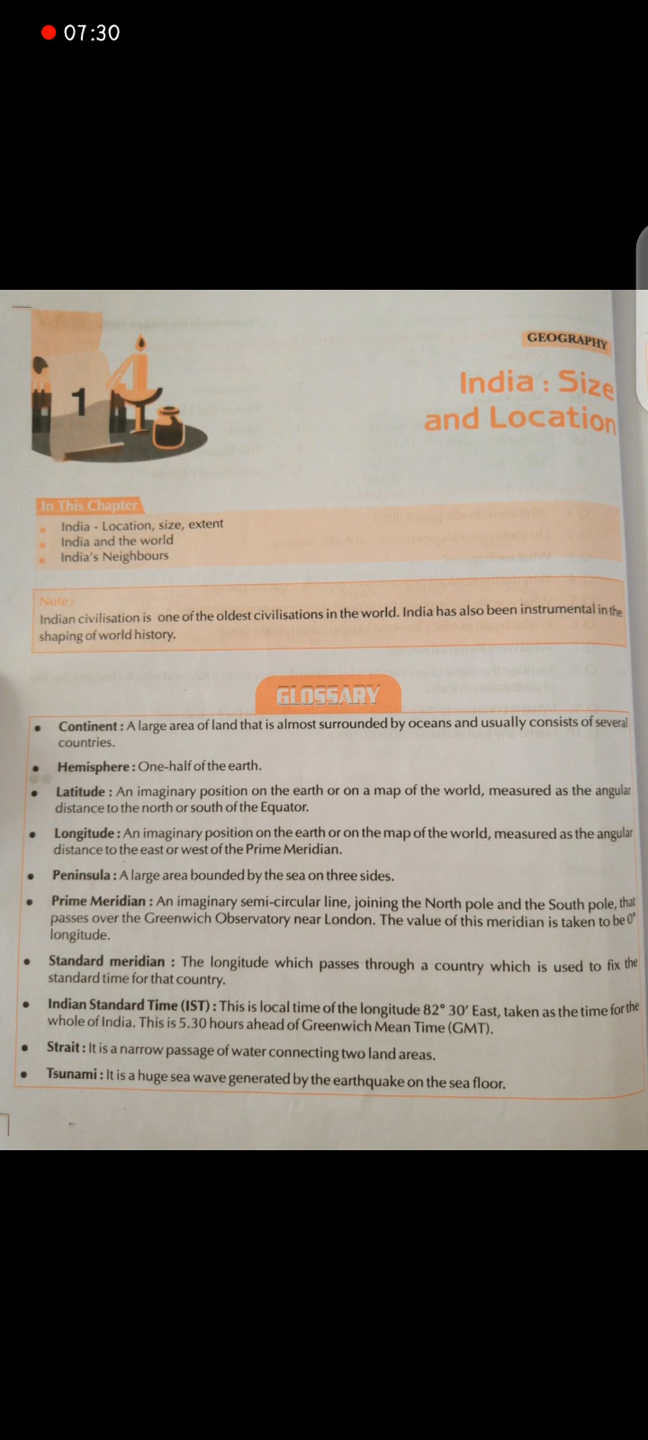 07:30
GEOGRAPHY
1
India : Size
and Location
In This Chapter
India - Location, size, extent
India and the world
India's Neighbours
Note :
Indian civilisation is one of the oldest civilisations in the world. India has also been instrumental in the
shaping of world history.
GLOSSARY
• Continent : A large area of land that is almost surrounded by oceans and usually consists of several
countries.
• Hemisphere : One-half of the earth.
• Latitude : An imaginary position on the earth or on a map of the world, measured as the angular
distance to the north or south of the Equator.
• Longitude : An imaginary position on the earth or on the map of the world, measured as the angular
distance to the east or west of the Prime Meridian.
• Peninsula : A large area bounded by the sea on three sides.
• Prime Meridian : An imaginary semi-circular line, joining the North pole and the South pole, that
passes over the Greenwich Observatory near London. The value of this meridian is taken to be 0°
longitude.
• Standard meridian : The longitude which passes through a country which is used to fix the
standard time for that country.
• Indian Standard Time (IST) : This is local time of the longitude 82° 30′ East, taken as the time for the
whole of India. This is 5.30 hours ahead of Greenwich Mean Time (GMT).
• Strait : It is a narrow passage of water connecting two land areas.
• Tsunami : It is a huge sea wave generated by the earthquake on the sea floor.